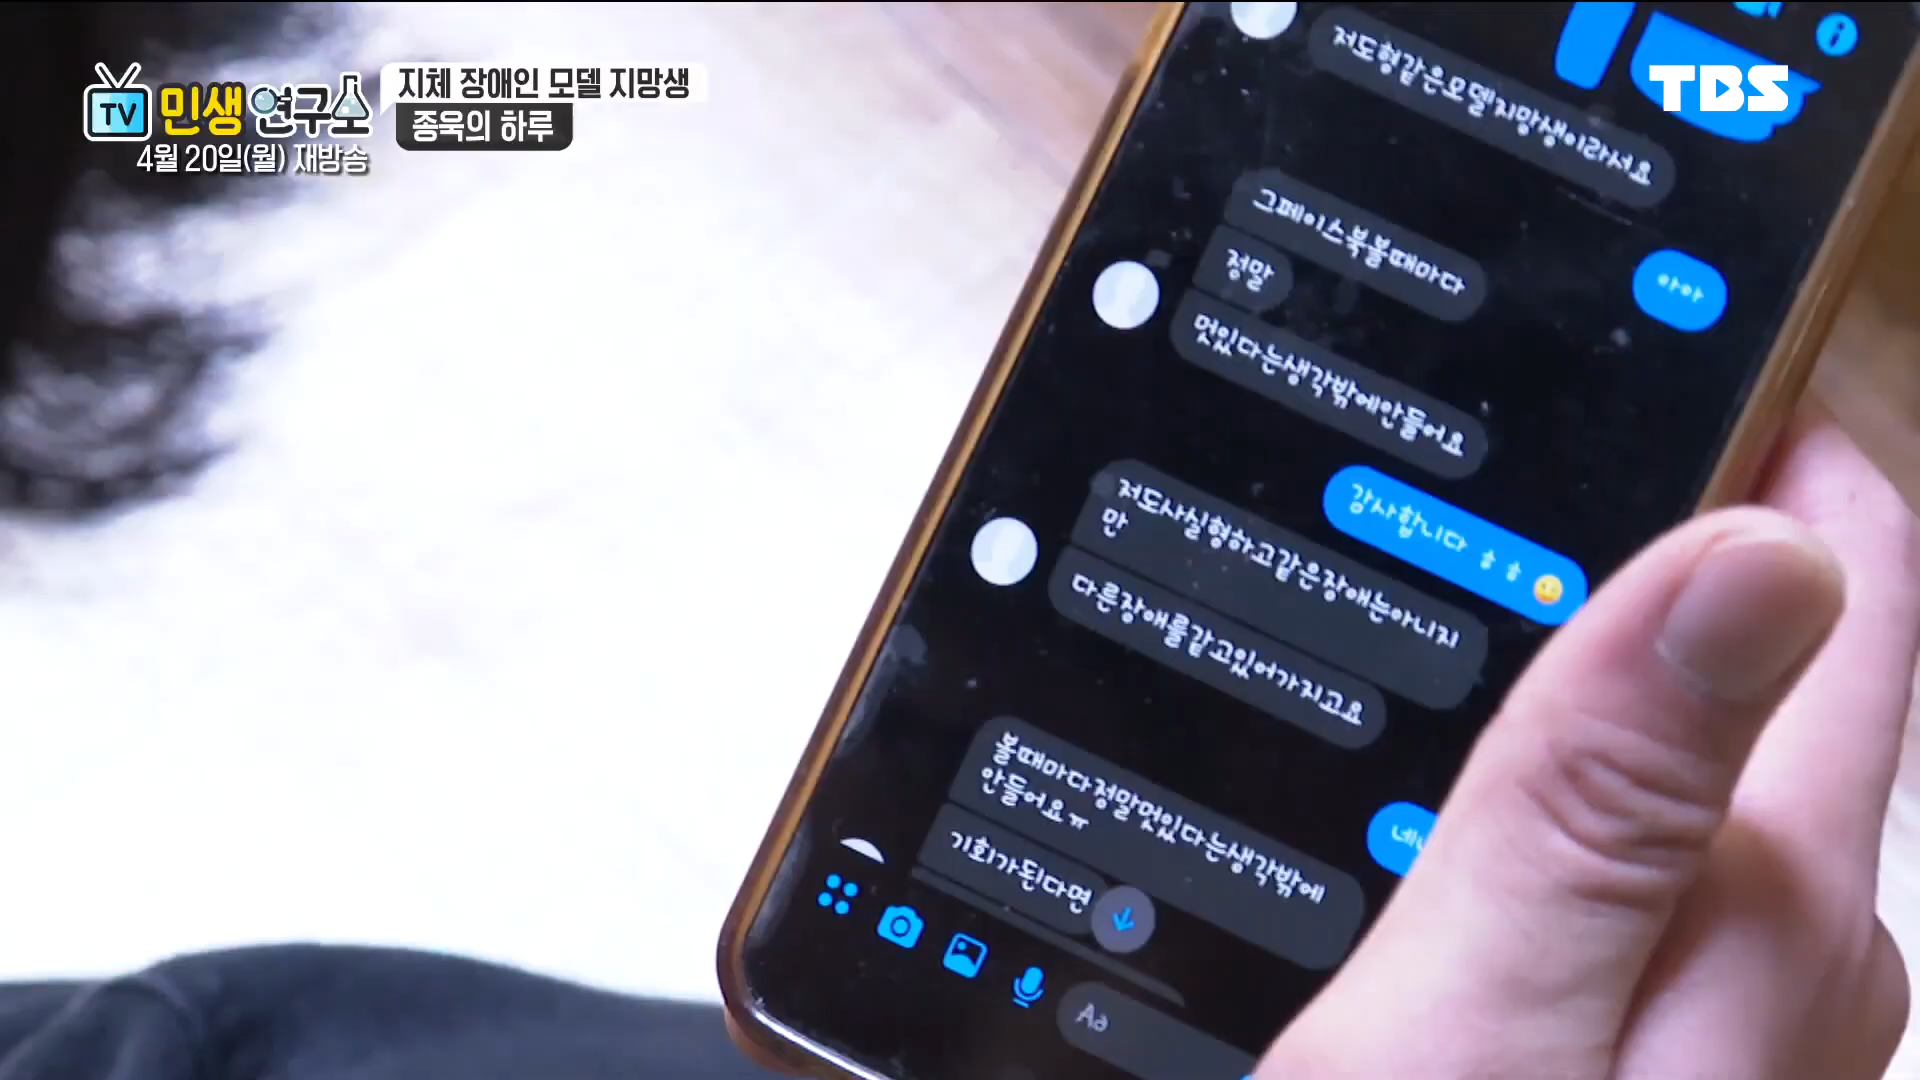 TV 민생연구소
지체 장애인 모델 지망생
종욱의 하루
4월 20일(월) 재방송
TBS
저도형같은모델지망생이라서요
아아
그페이스북볼때마다
정말
멋있다는생각밖에안들어요
감사합니다 ㅎㅎ
저도사실형하고같은장애는아니지
만
다른장애를같고있어가지고요
네
볼때마다정말멋있다는생각밖에
안들어요ㅠ
기회가된다면
Aa